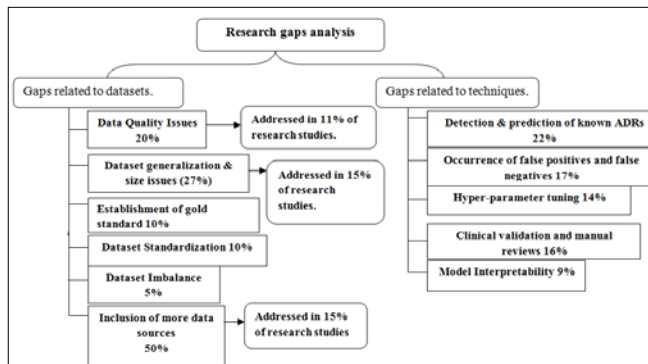 Research gaps analysis
Gaps related to datasets.
Data Quality Issues
20%
Addressed in 11% of
research studies.
Dataset generalization &
size issues (27%)
Addressed in 15%
of research
studies.
Establishment of gold
standard 10%
Dataset Standardization 10%
Dataset Imbalance
5%
Inclusion of more data
sources
50%
Addressed in 15%
of research studies
Gaps related to techniques.
Detection & prediction of known ADRs
22%
Occurrence of false positives and false
negatives 17%
Hyper-parameter tuning 14%
Clinical validation and manual
reviews 16%
Model Interpretability 9%